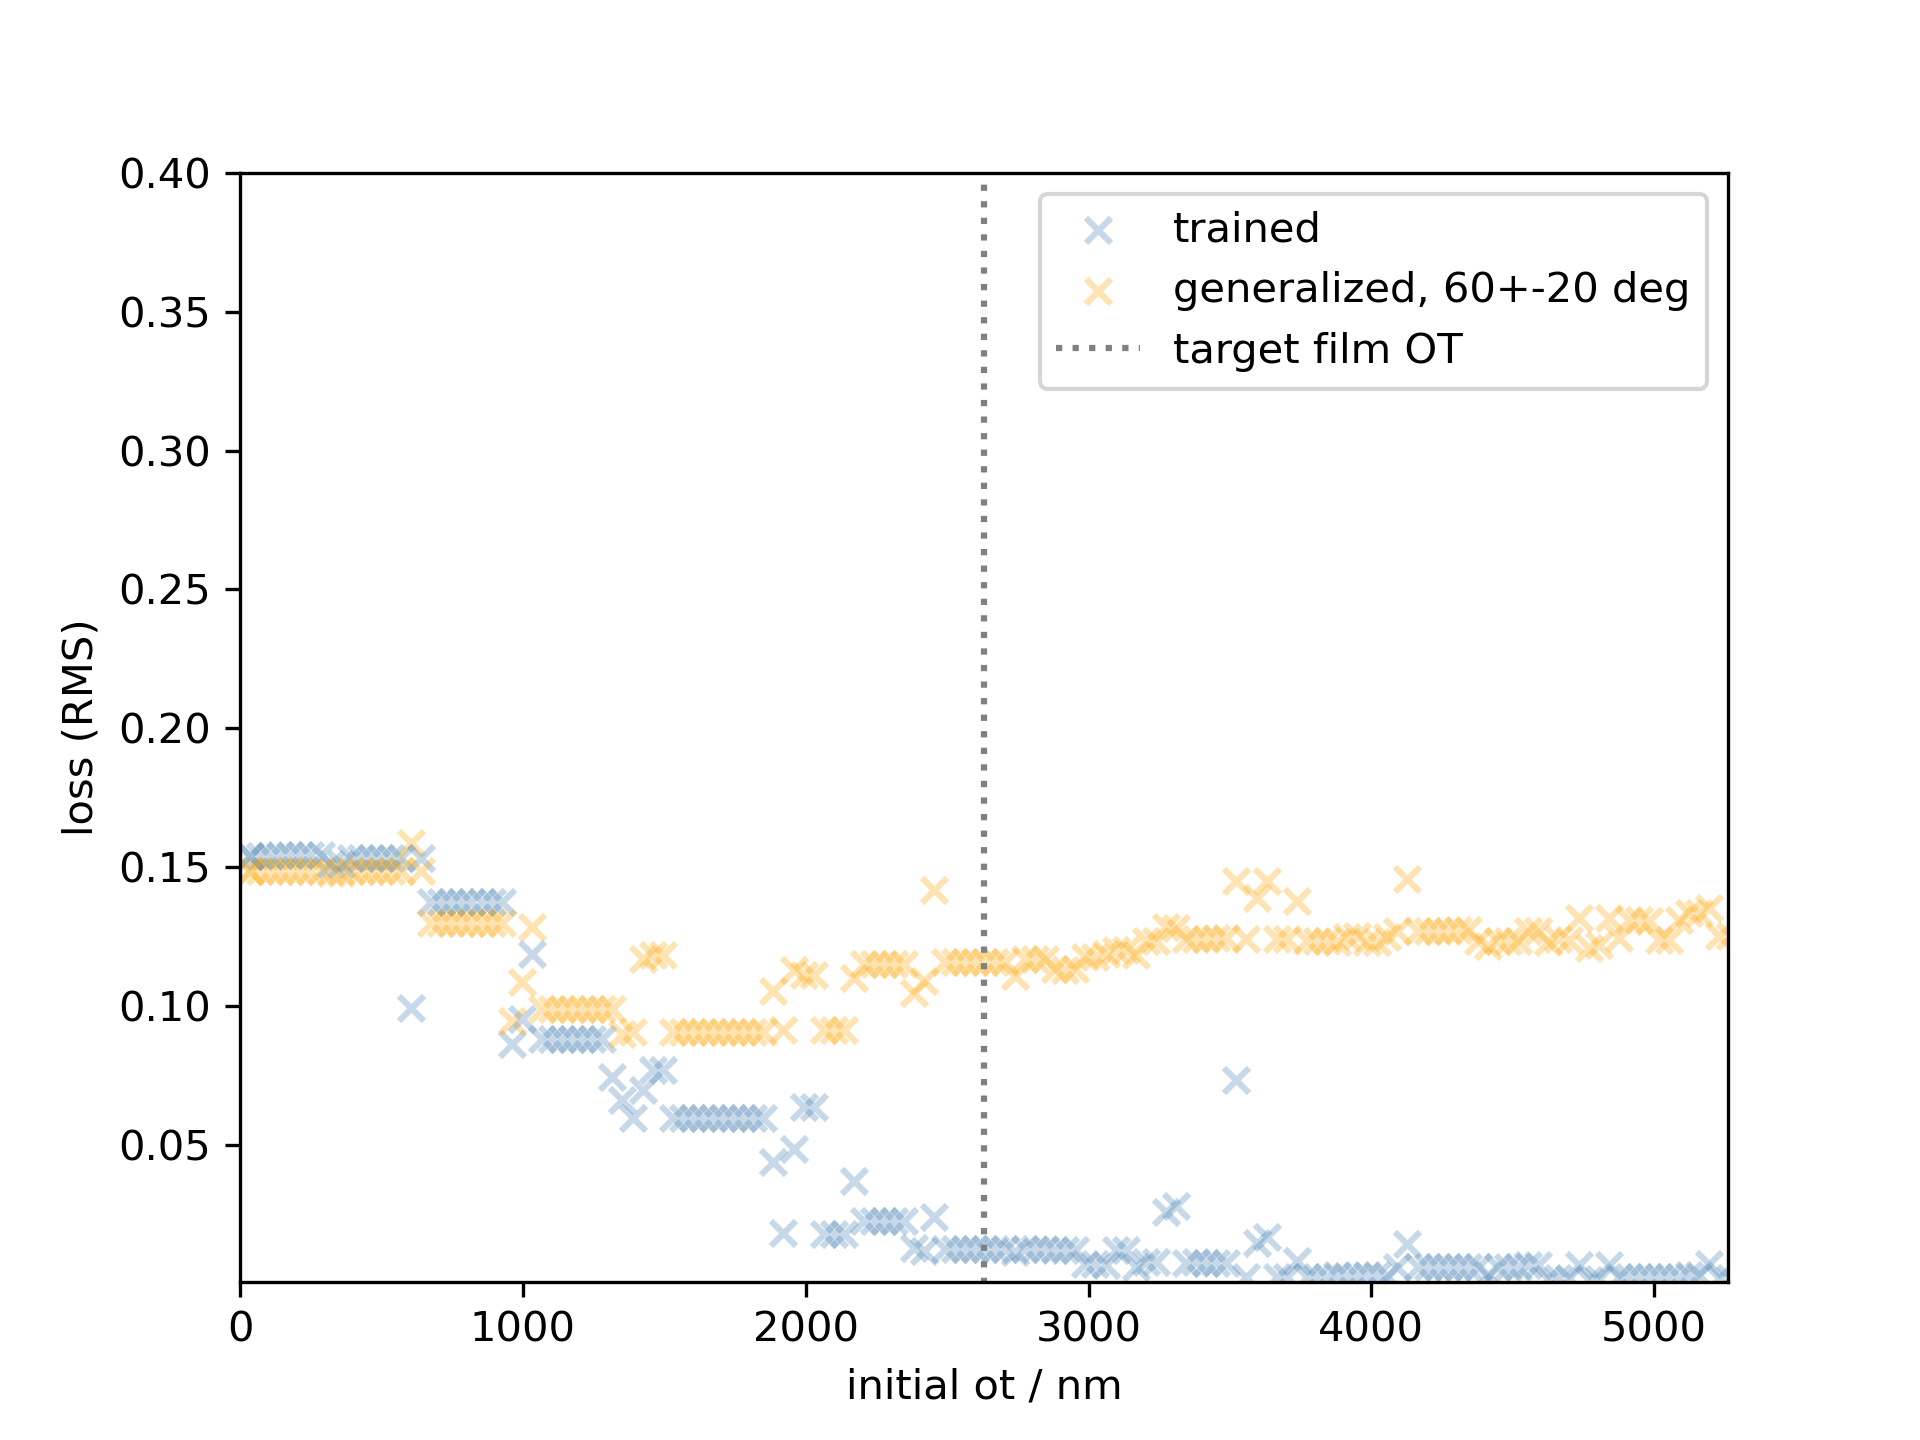 0.40
0.35
0.30
0.25
0.20
0.15
0.10
0.05
loss (RMS)
trained
generalized, 60+-20 deg
target film OT
0 1000 2000 3000 4000 5000
initial ot / nm